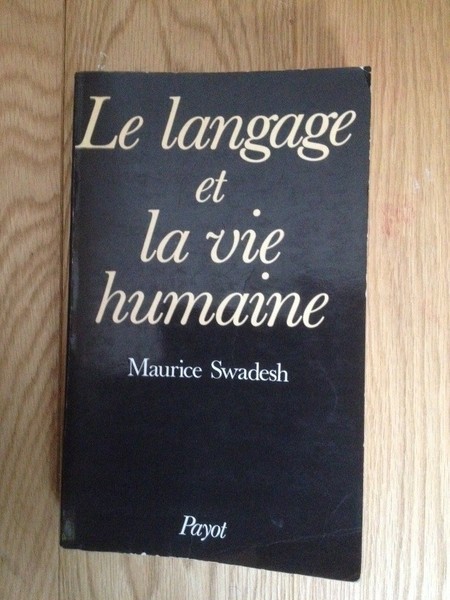 Le langage
et
la vie
humaine
Maurice Swadesh
Payot